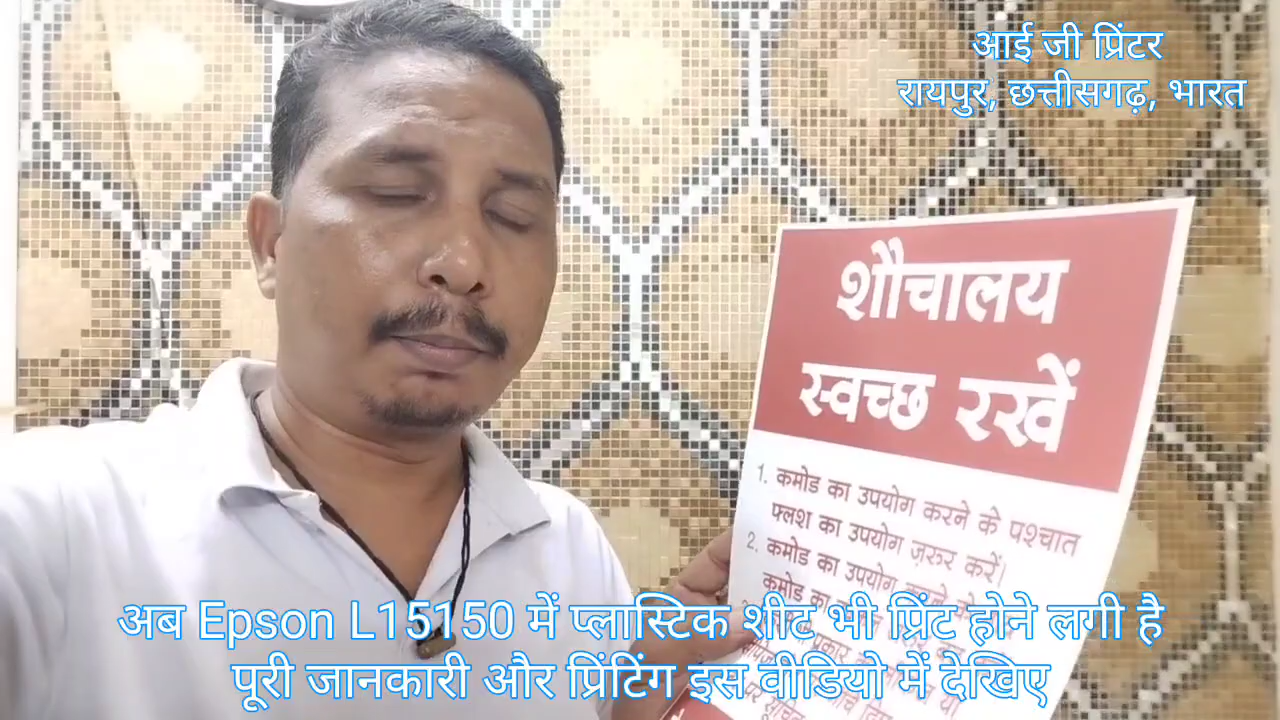 आई जी प्रिंटर
रायपुर, छत्तीसगढ़, भारत
शौचालय
स्वच्छ रखें
1. कमोड का उपयोग करने के पश्चात
फ्लश का उपयोग ज़रुर करें।
2. कमोड का उपयोग
कमोड का
अब Epson L15150 में प्लास्टिक शीट भी प्रिंट होने लगी है
पूरी जानकारी और प्रिंटिंग इस वीडियो में देखिए